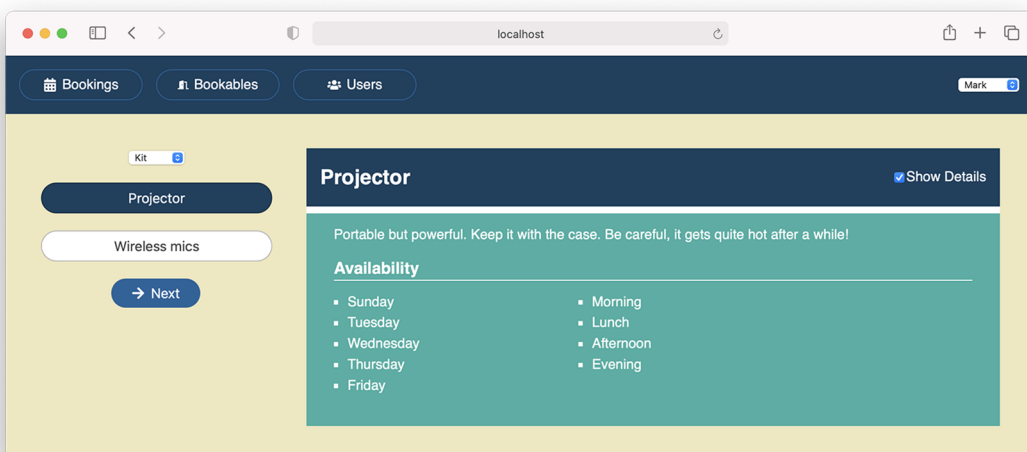 localhost
Bookings Bookables Users Mark
Kit
Projector
Wireless mics
Next
Projector Show Details
Portable but powerful. Keep it with the case. Be careful, it gets quite hot after a while!
Availability
Sunday
Tuesday
Wednesday
Thursday
Friday
Morning
Lunch
Afternoon
Evening